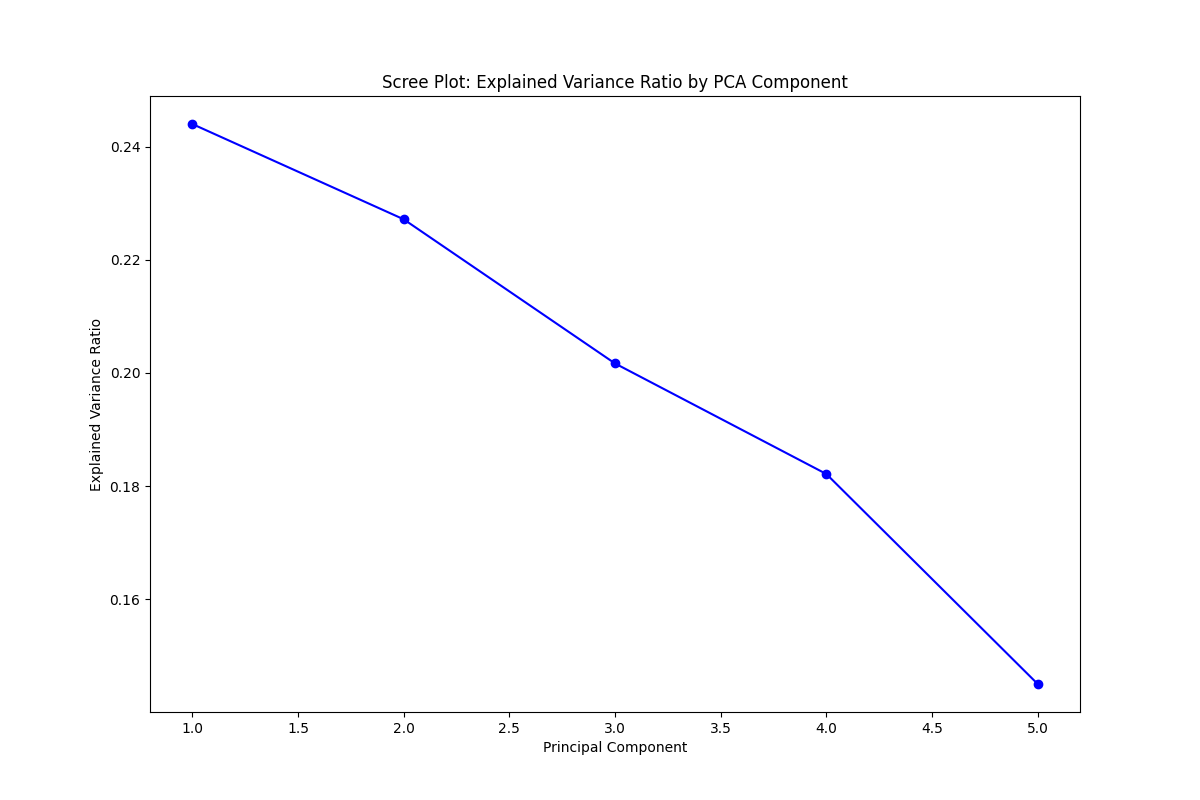 Scree Plot: Explained Variance Ratio by PCA Component
Explained Variance Ratio
0.24
0.22
0.20
0.18
0.16
1.0 1.5 2.0 2.5 3.0 3.5 4.0 4.5 5.0
Principal Component